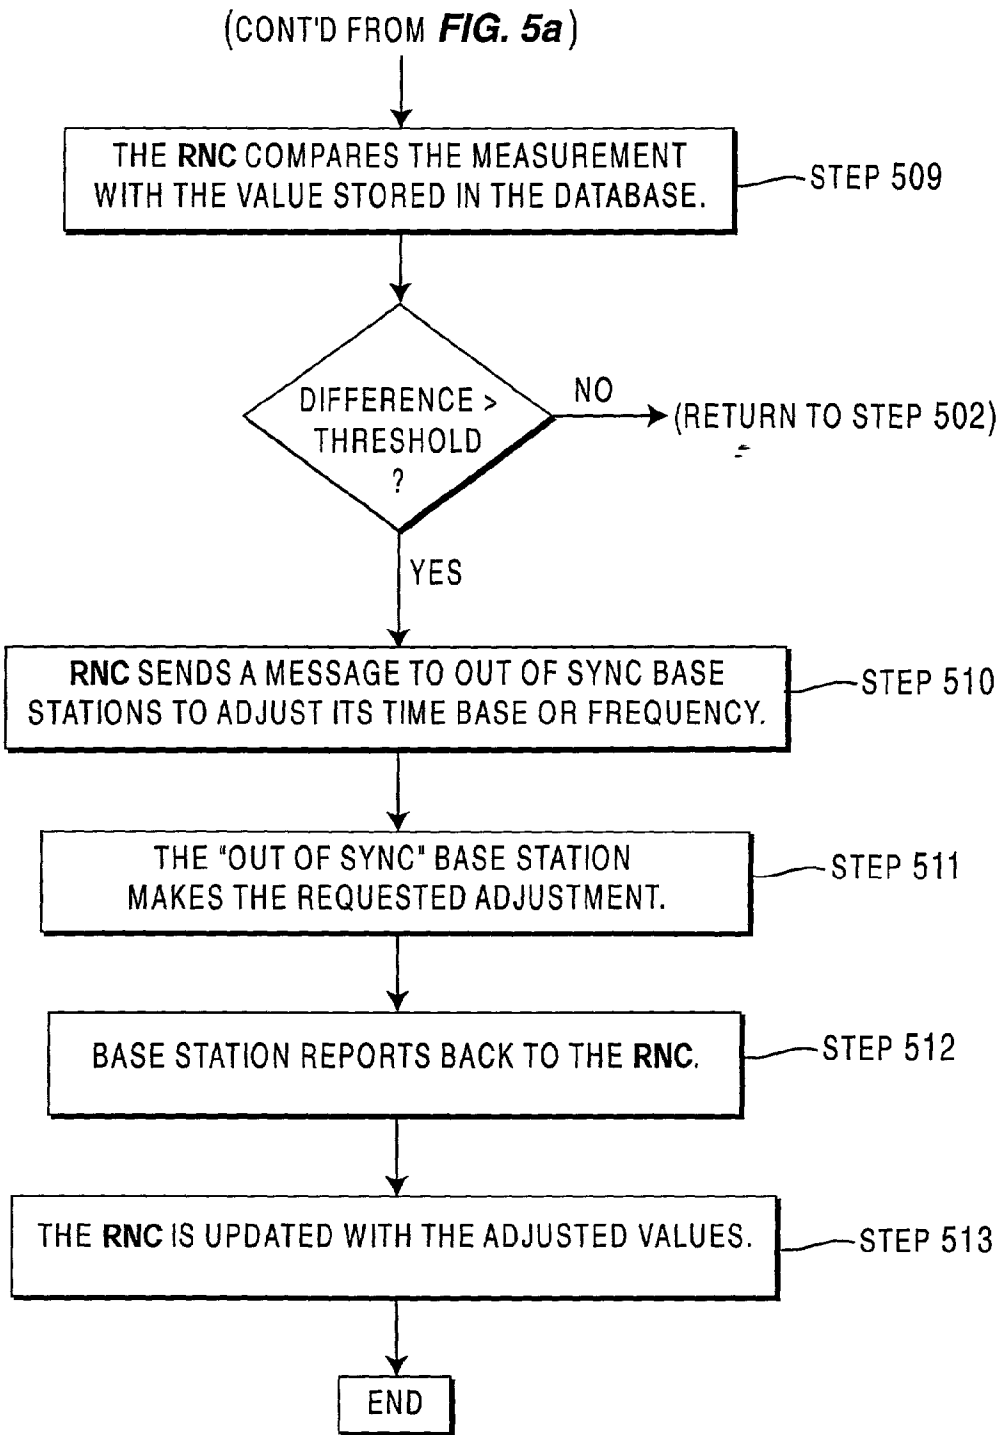 (CONT'D FROM FIG. 5a)
THE RNC COMPARES THE MEASUREMENT
WITH THE VALUE STORED IN THE DATABASE.
STEP 509
DIFFERENCE >
THRESHOLD
?
NO
(RETURN TO STEP 502)
YES
RNC SENDS A MESSAGE TO OUT OF SYNC BASE
STATIONS TO ADJUST ITS TIME BASE OR FREQUENCY.
STEP 510
THE "OUT OF SYNC" BASE STATION
MAKES THE REQUESTED ADJUSTMENT.
STEP 511
BASE STATION REPORTS BACK TO THE RNC.
STEP 512
THE RNC IS UPDATED WITH THE ADJUSTED VALUES.
STEP 513
END